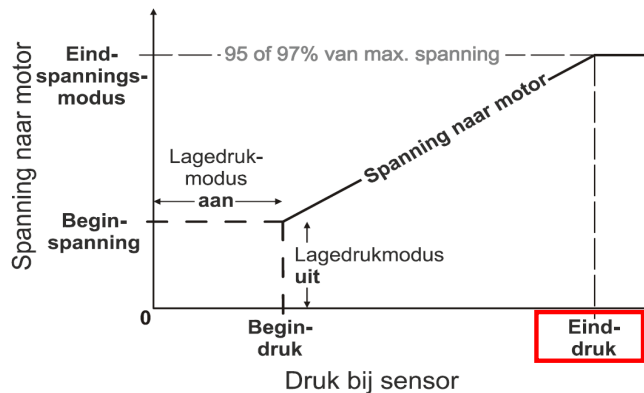 Spanning naar motor
Eind-
spannings-
modus
95 of 97% van max. spanning
Spanning naar motor
Lagedruk-
modus
aan
Begin-
spanning
Lagedrukmodus
uit
0
Begin-
druk
Eind-
druk
Druk bij sensor